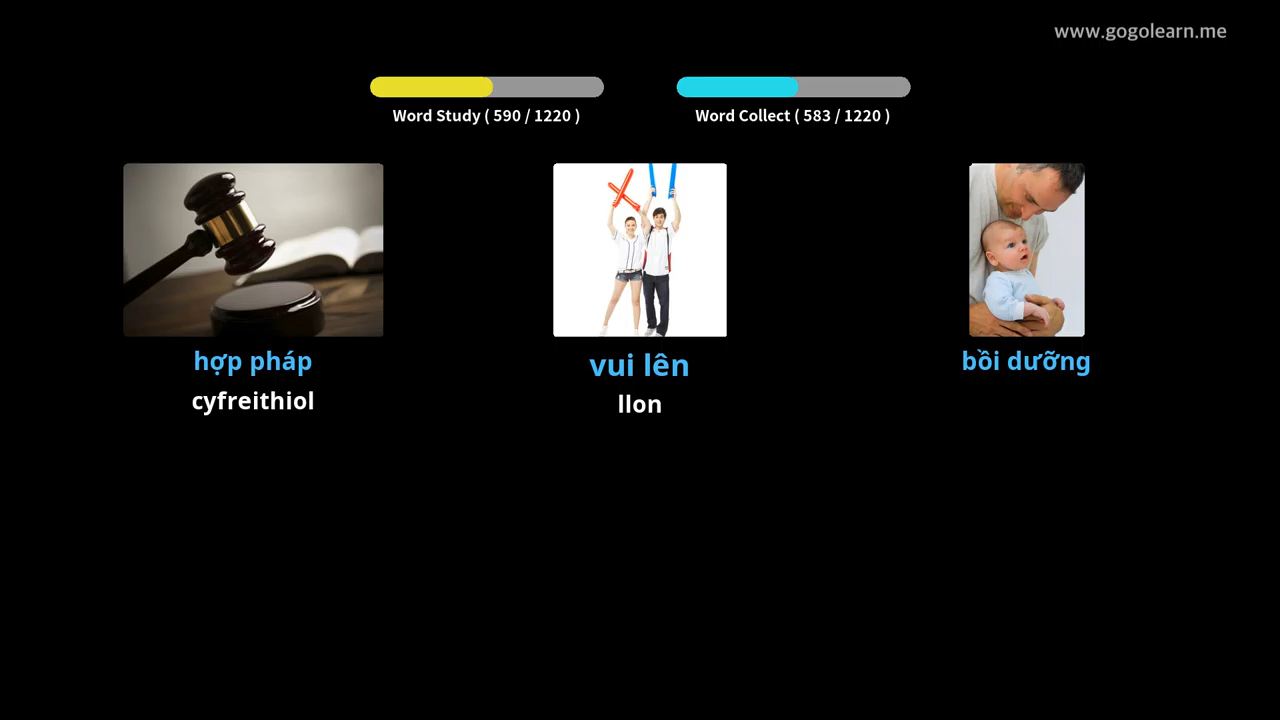 www.gogolearn.me
Word Study ( 590 / 1220 )
Word Collect ( 583 / 1220 )
hợp pháp
cyfreithiol
vui lên
llon
bồi dưỡng